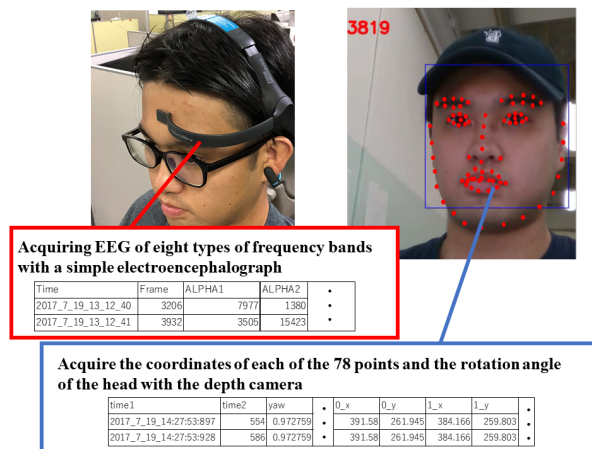 3819
Acquiring EEG of eight types of frequency bands
with a simple electroencephalograph
Time Frame ALPHA1 ALPHA2
2017_7_19_13_12_40 3206 7977 1380
2017_7_19_13_12_41 3932 3505 15423
Acquire the coordinates of each of the 78 points and the rotation angle
of the head with the depth camera
time1 time2 yaw 0_x 0_y 1_x 1_y
2017_7_19_14:27:53:897 554 0.972759 391.58 261.945 384.166 259.803
2017_7_19_14:27:53:928 586 0.972759 391.58 261.945 384.166 259.803